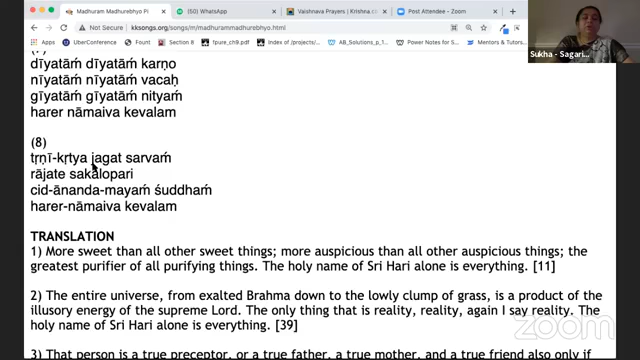 Madhuram Madhurebhyo Pl
(50) WhatsApp
Vaishnava Prayers | Krishna.c
Post Attendee - Zoom
kksongs.org/songs/m/madhurammadhurebhyo.html
Apps
UberConference
Fount
!pure_ch9.pdf
Index of /projects/
AB_Solutions_p_1
Power Notes for S
Mentors & Tutors
Sukha - Sagari...
(7)
dīyatāṁ dīyatāṁ karṇo
nīyatāṁ nīyatāṁ vacaḥ
gīyatāṁ gīyatāṁ nityaṁ
harer nāmaiva kevalam
(8)
tṛṇī-kṛtya jagat sarvaṁ
rājate sakalopari
cid-ānanda-mayaṁ śuddhaṁ
harer-nāmaiva kevalam
TRANSLATION
1) More sweet than all other sweet things; more auspicious than all other auspicious things; the
greatest purifier of all purifying things. The holy name of Sri Hari alone is everything. [11]
2) The entire universe, from exalted Brahma down to the lowly clump of grass, is a product of the
illusory energy of the supreme Lord. The only thing that is reality, reality, again I say reality. The
holy name of Sri Hari alone is everything. [39]
3) That person is a true preceptor, or a true father, a true mother, and a true friend also only if
zoom